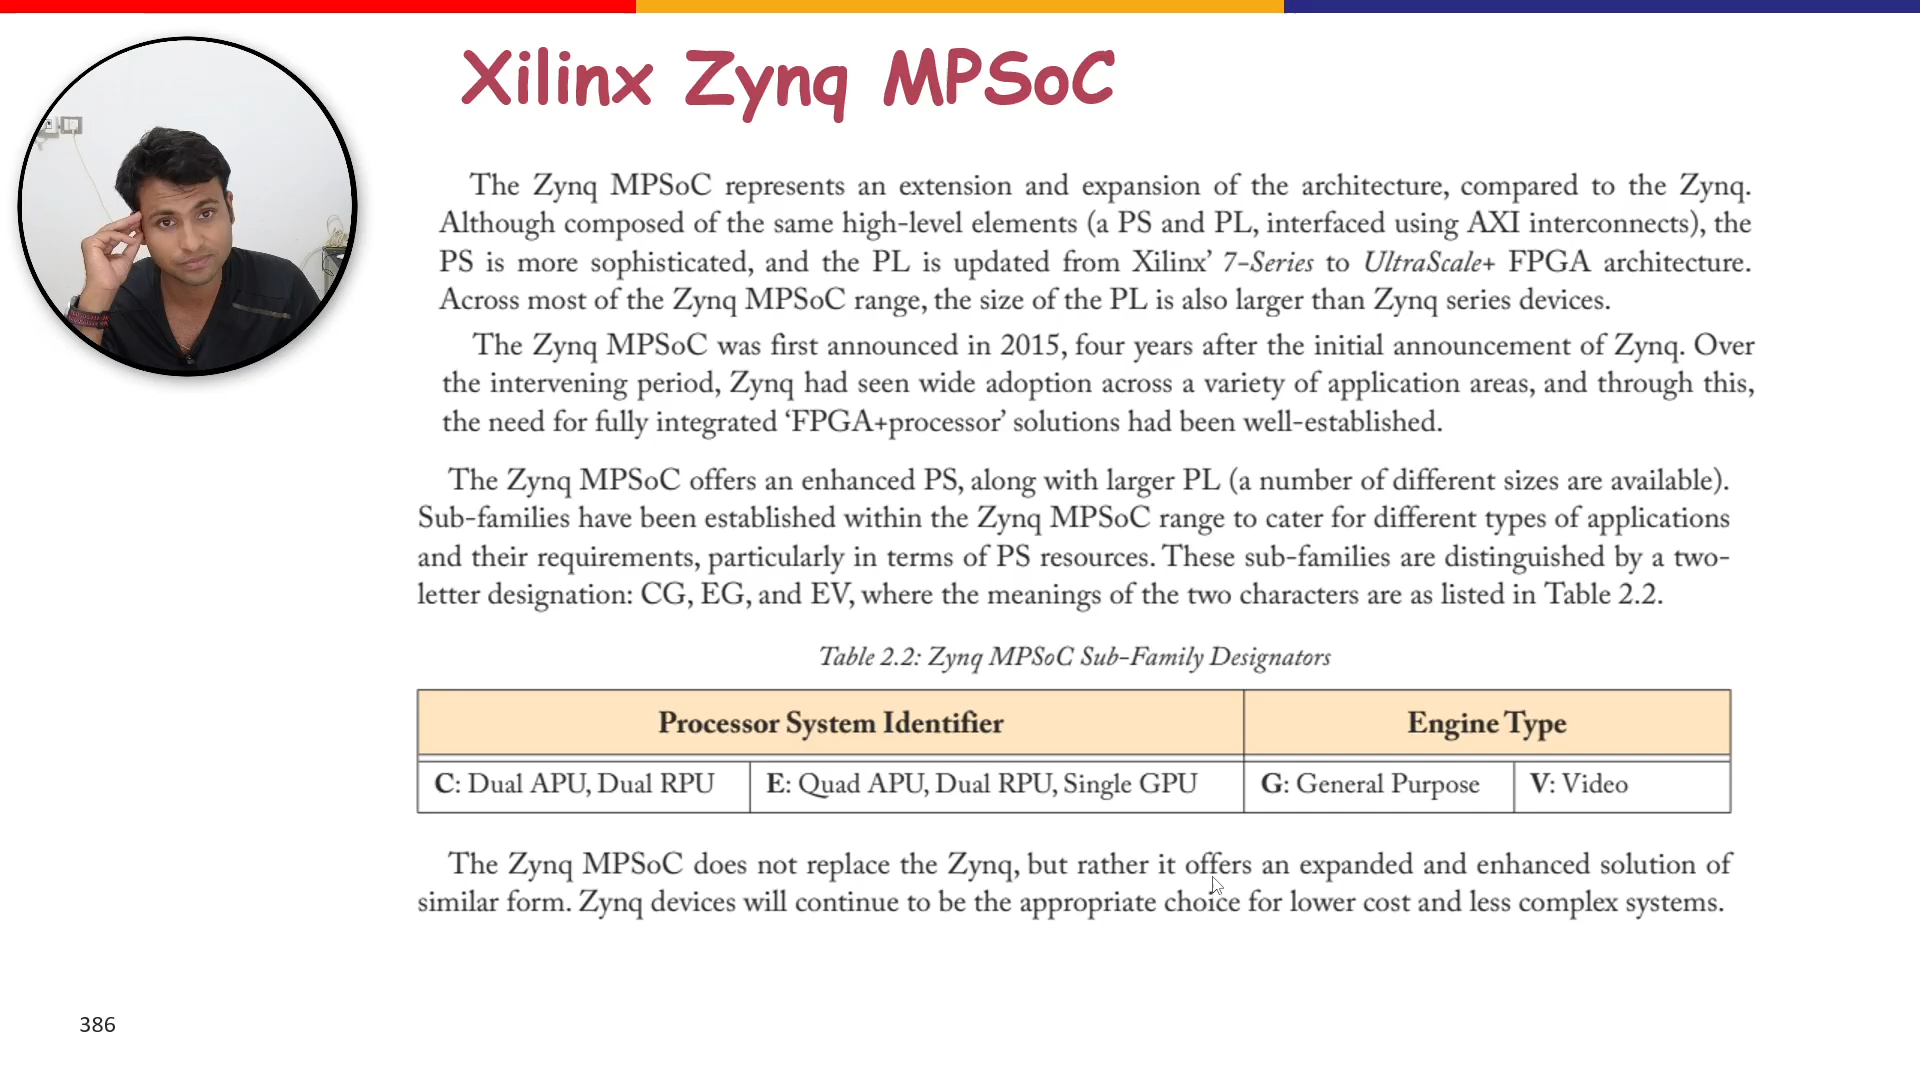 Xilinx Zynq MPSoC
The Zynq MPSoC represents an extension and expansion of the architecture, compared to the Zynq.
Although composed of the same high-level elements (a PS and PL, interfaced using AXI interconnects), the
PS is more sophisticated, and the PL is updated from Xilinx’ 7-Series to UltraScale+ FPGA architecture.
Across most of the Zynq MPSoC range, the size of the PL is also larger than Zynq series devices.
The Zynq MPSoC was first announced in 2015, four years after the initial announcement of Zynq. Over
the intervening period, Zynq had seen wide adoption across a variety of application areas, and through this,
the need for fully integrated ‘FPGA+processor’ solutions had been well-established.
The Zynq MPSoC offers an enhanced PS, along with larger PL (a number of different sizes are available).
Sub-families have been established within the Zynq MPSoC range to cater for different types of applications
and their requirements, particularly in terms of PS resources. These sub-families are distinguished by a two-
letter designation: CG, EG, and EV, where the meanings of the two characters are as listed in Table 2.2.
Table 2.2: Zynq MPSoC Sub-Family Designators
Processor System Identifier Engine Type
C: Dual APU, Dual RPU E: Quad APU, Dual RPU, Single GPU G: General Purpose V: Video
The Zynq MPSoC does not replace the Zynq, but rather it offers an expanded and enhanced solution of
similar form. Zynq devices will continue to be the appropriate choice for lower cost and less complex systems.
386